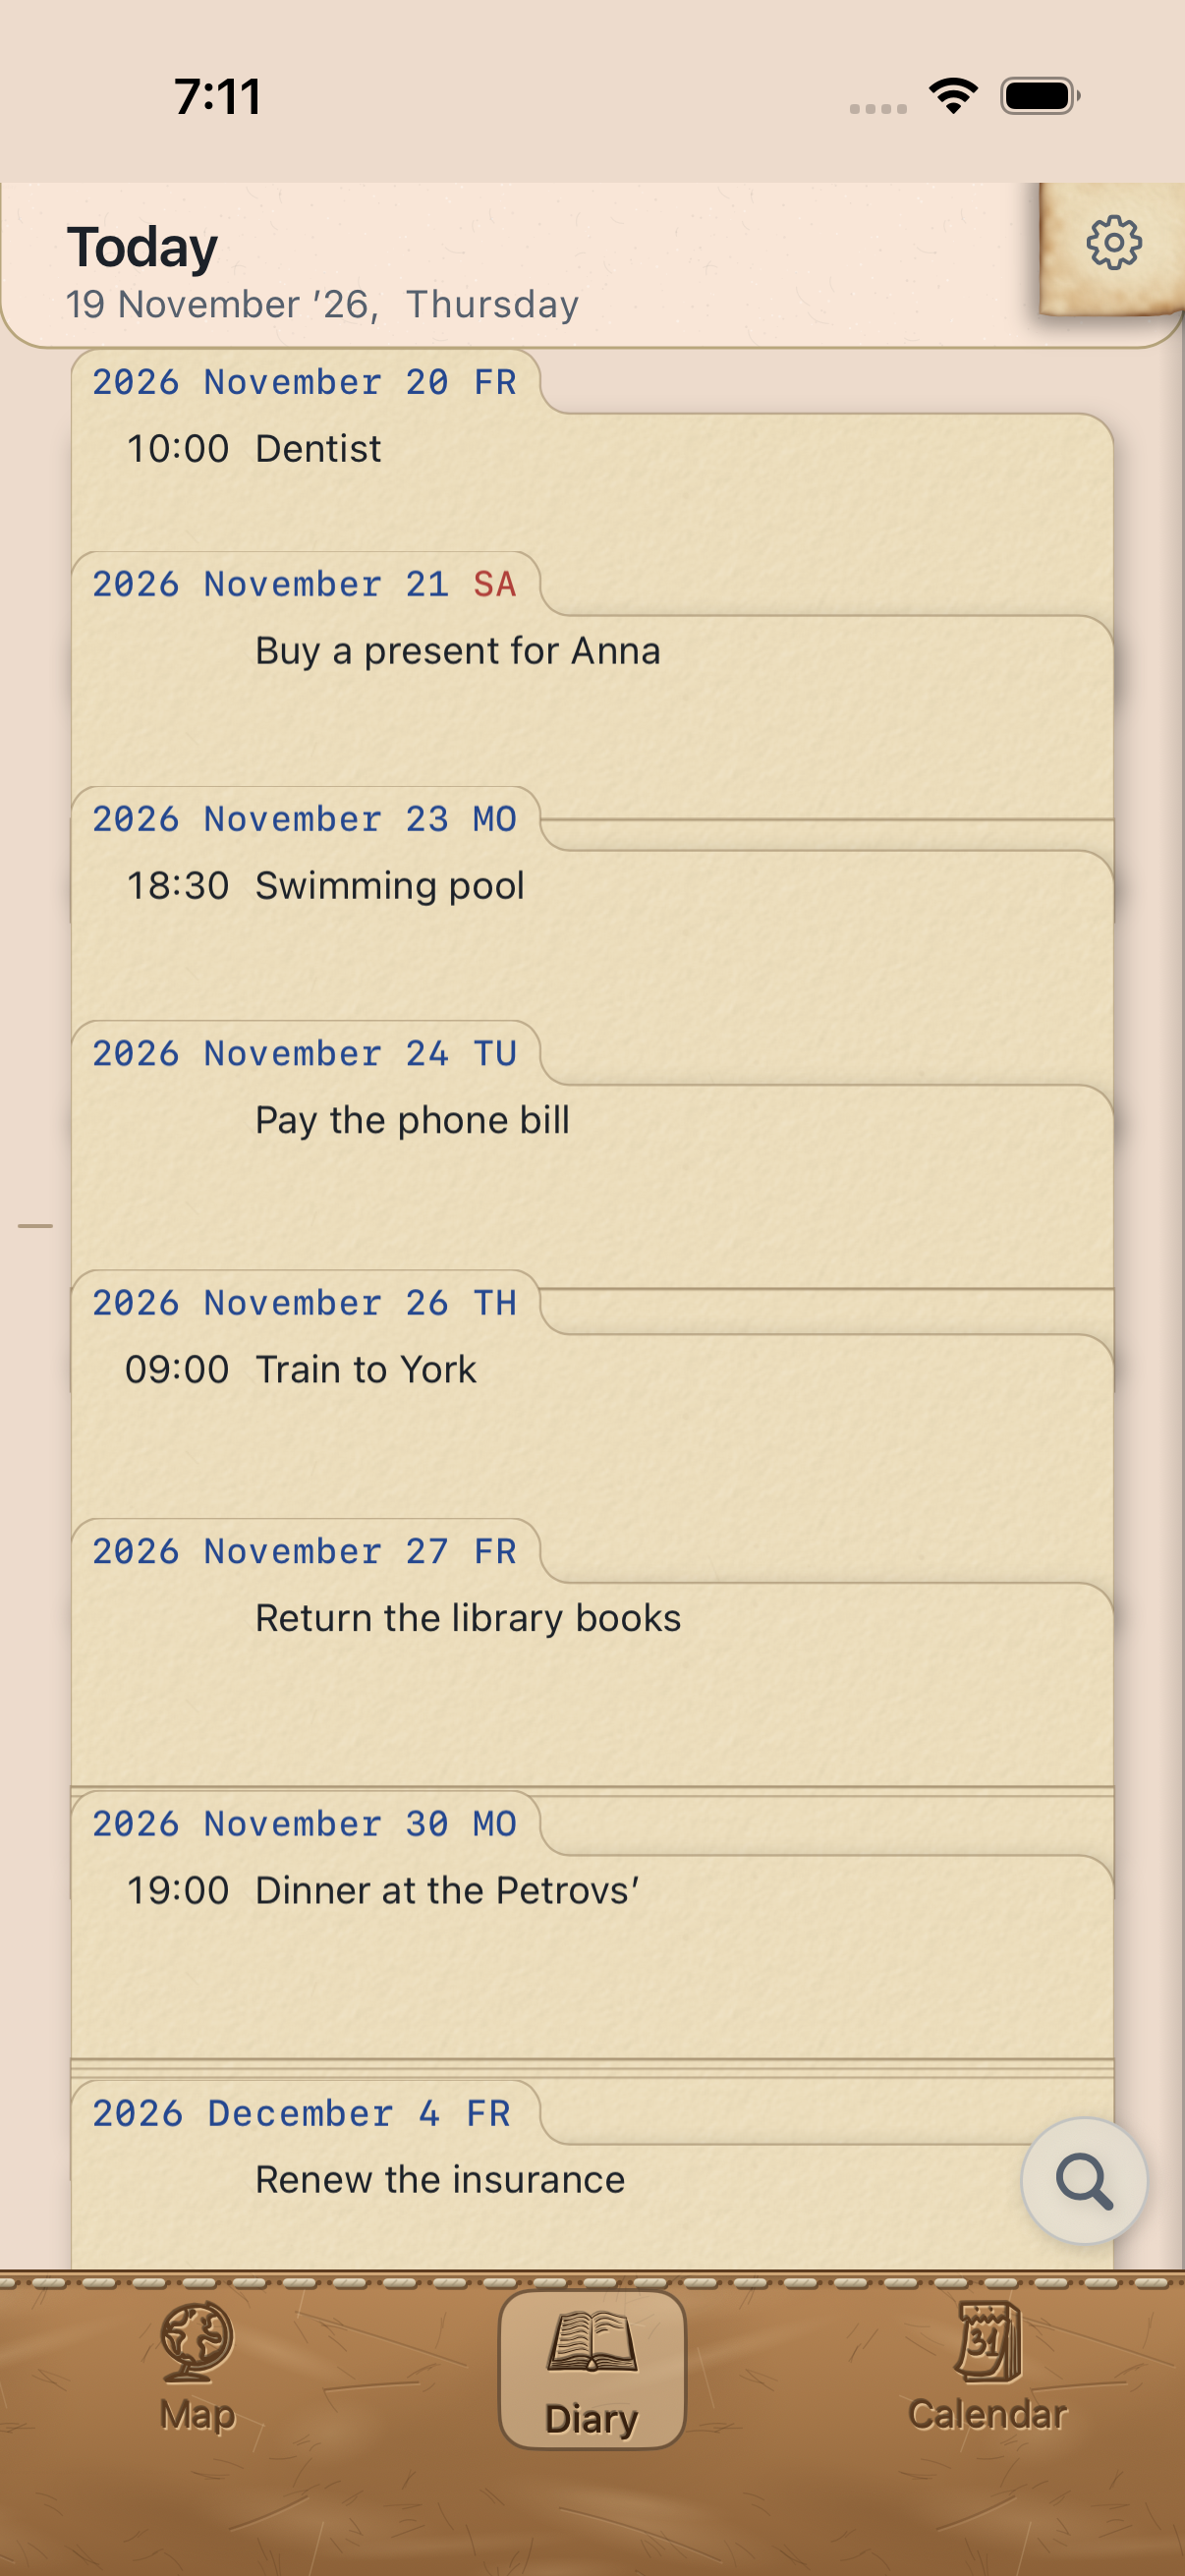 7:11
Today
19 November ’26, Thursday
2026 November 20 FR
10:00 Dentist
2026 November 21 SA
Buy a present for Anna
2026 November 23 MO
18:30 Swimming pool
2026 November 24 TU
Pay the phone bill
2026 November 26 TH
09:00 Train to York
2026 November 27 FR
Return the library books
2026 November 30 MO
19:00 Dinner at the Petrovs’
2026 December 4 FR
Renew the insurance
31
Map Diary Calendar